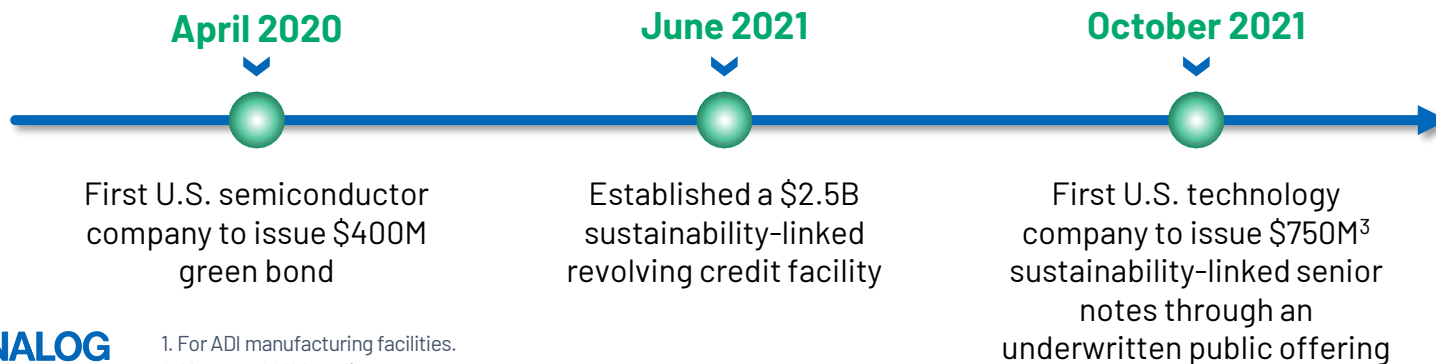 April 2020
First U.S. semiconductor
company to issue $400M
green bond
June 2021
Established a $2.5B
sustainability-linked
revolving credit facility
October 2021
First U.S. technology
company to issue $750M³
sustainability-linked senior
notes through an
underwritten public offering
NALOG
1. For ADI manufacturing facilities.